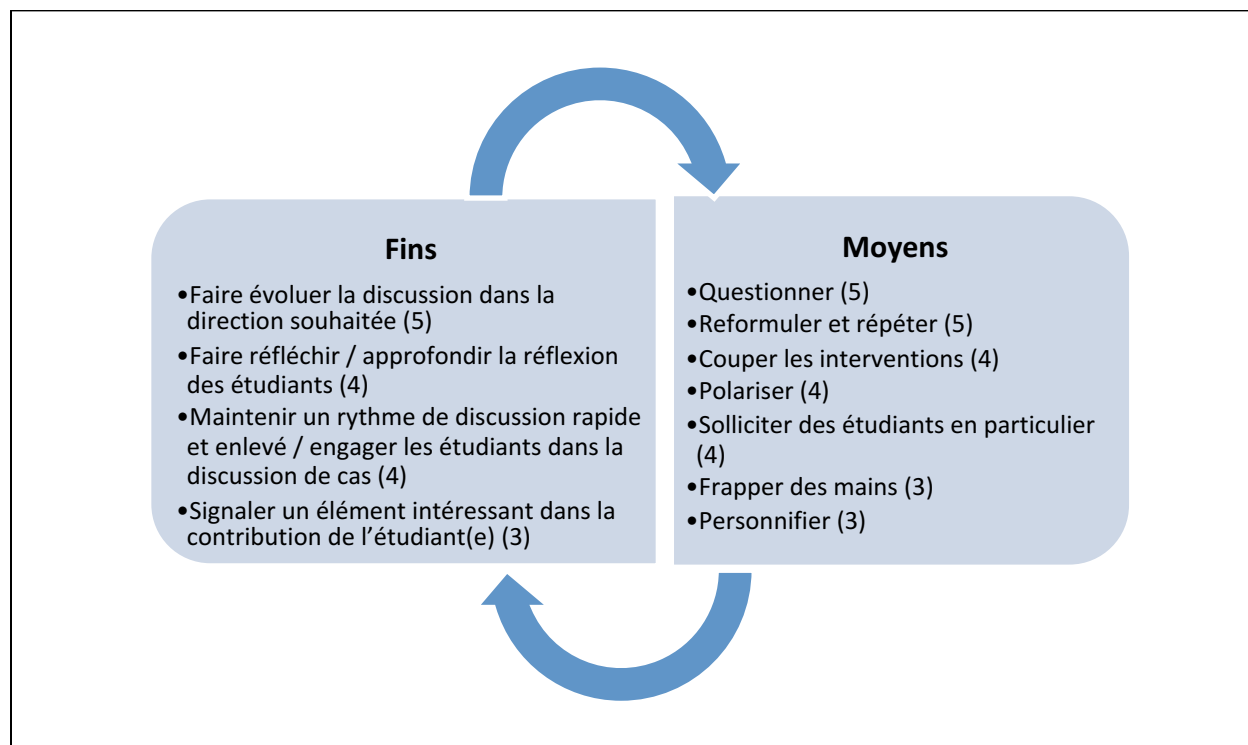 Fins
•Faire évoluer la discussion dans la
direction souhaitée (5)
•Faire réfléchir / approfondir la réflexion
des étudiants (4)
•Maintenir un rythme de discussion rapide
et enlevé / engager les étudiants dans la
discussion de cas (4)
•Signaler un élément intéressant dans la
contribution de l’étudiant(e) (3)
Moyens
•Questionner (5)
•Reformuler et répéter (5)
•Couper les interventions (4)
•Polariser (4)
•Solliciter des étudiants en particulier
(4)
•Frapper des mains (3)
•Personnifier (3)